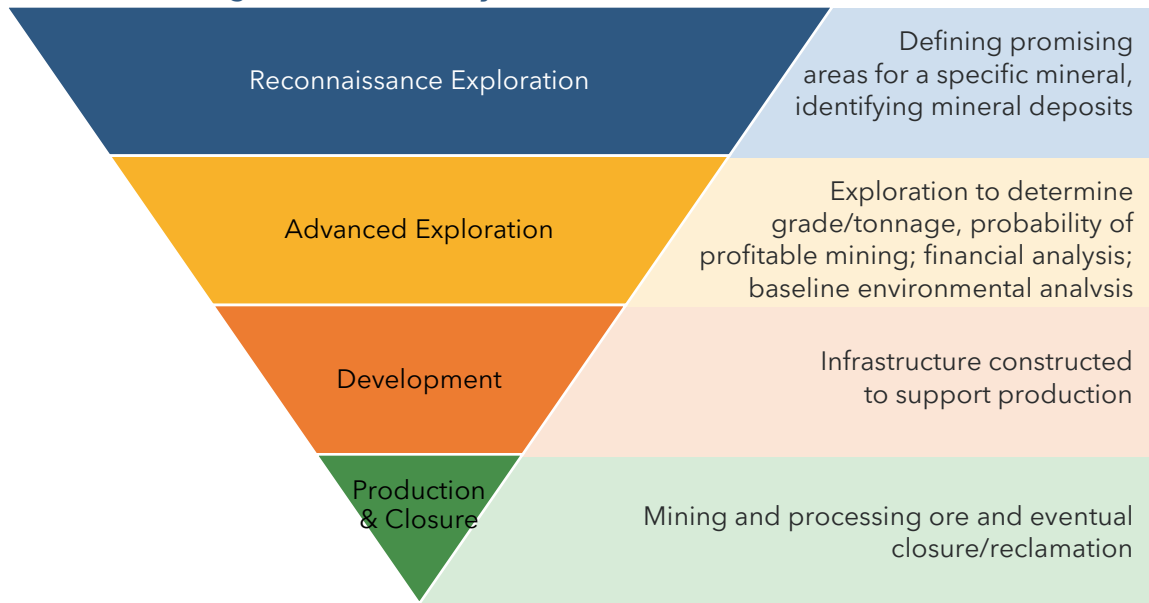 Reconnaissance Exploration
Defining promising
areas for a specific mineral,
identifying mineral deposits
Advanced Exploration
Exploration to determine
grade/tonnage, probability of
profitable mining; financial analysis;
baseline environmental analysis
Development
Infrastructure constructed
to support production
Production
& Closure
Mining and processing ore and eventual
closure/reclamation